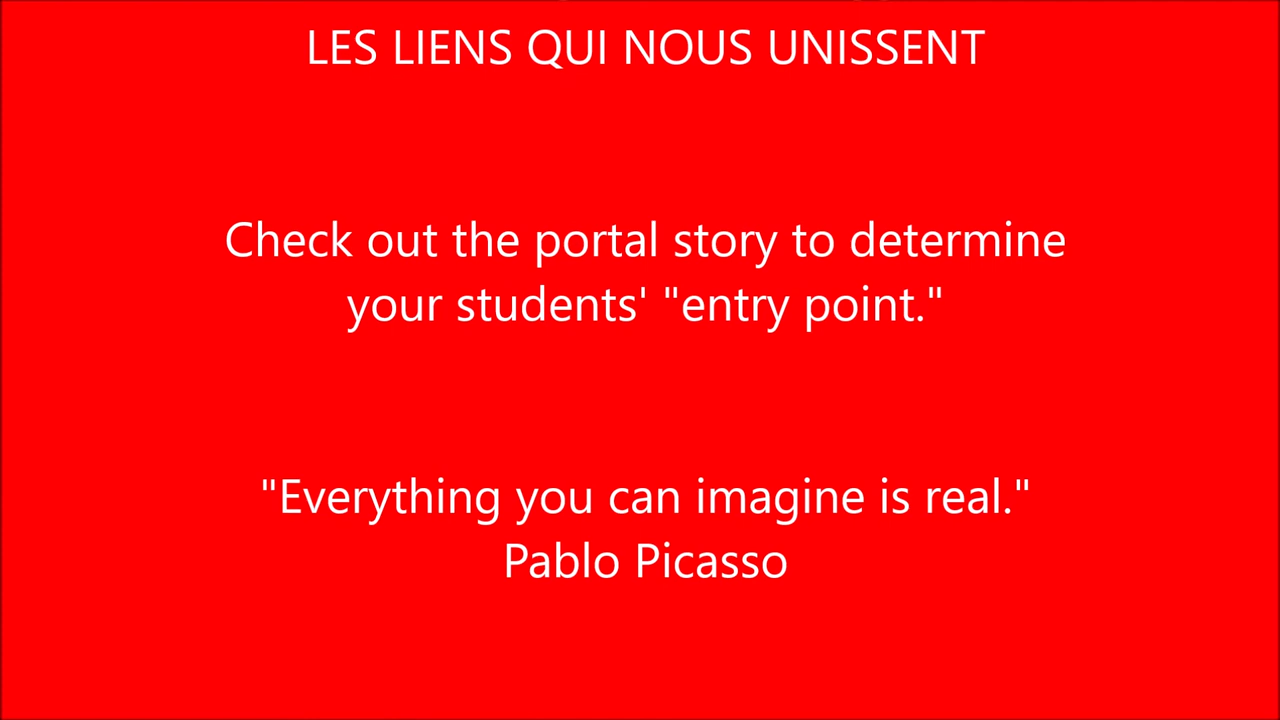 LES LIENS QUI NOUS UNISSENT
Check out the portal story to determine
your students' "entry point."
"Everything you can imagine is real."
Pablo Picasso